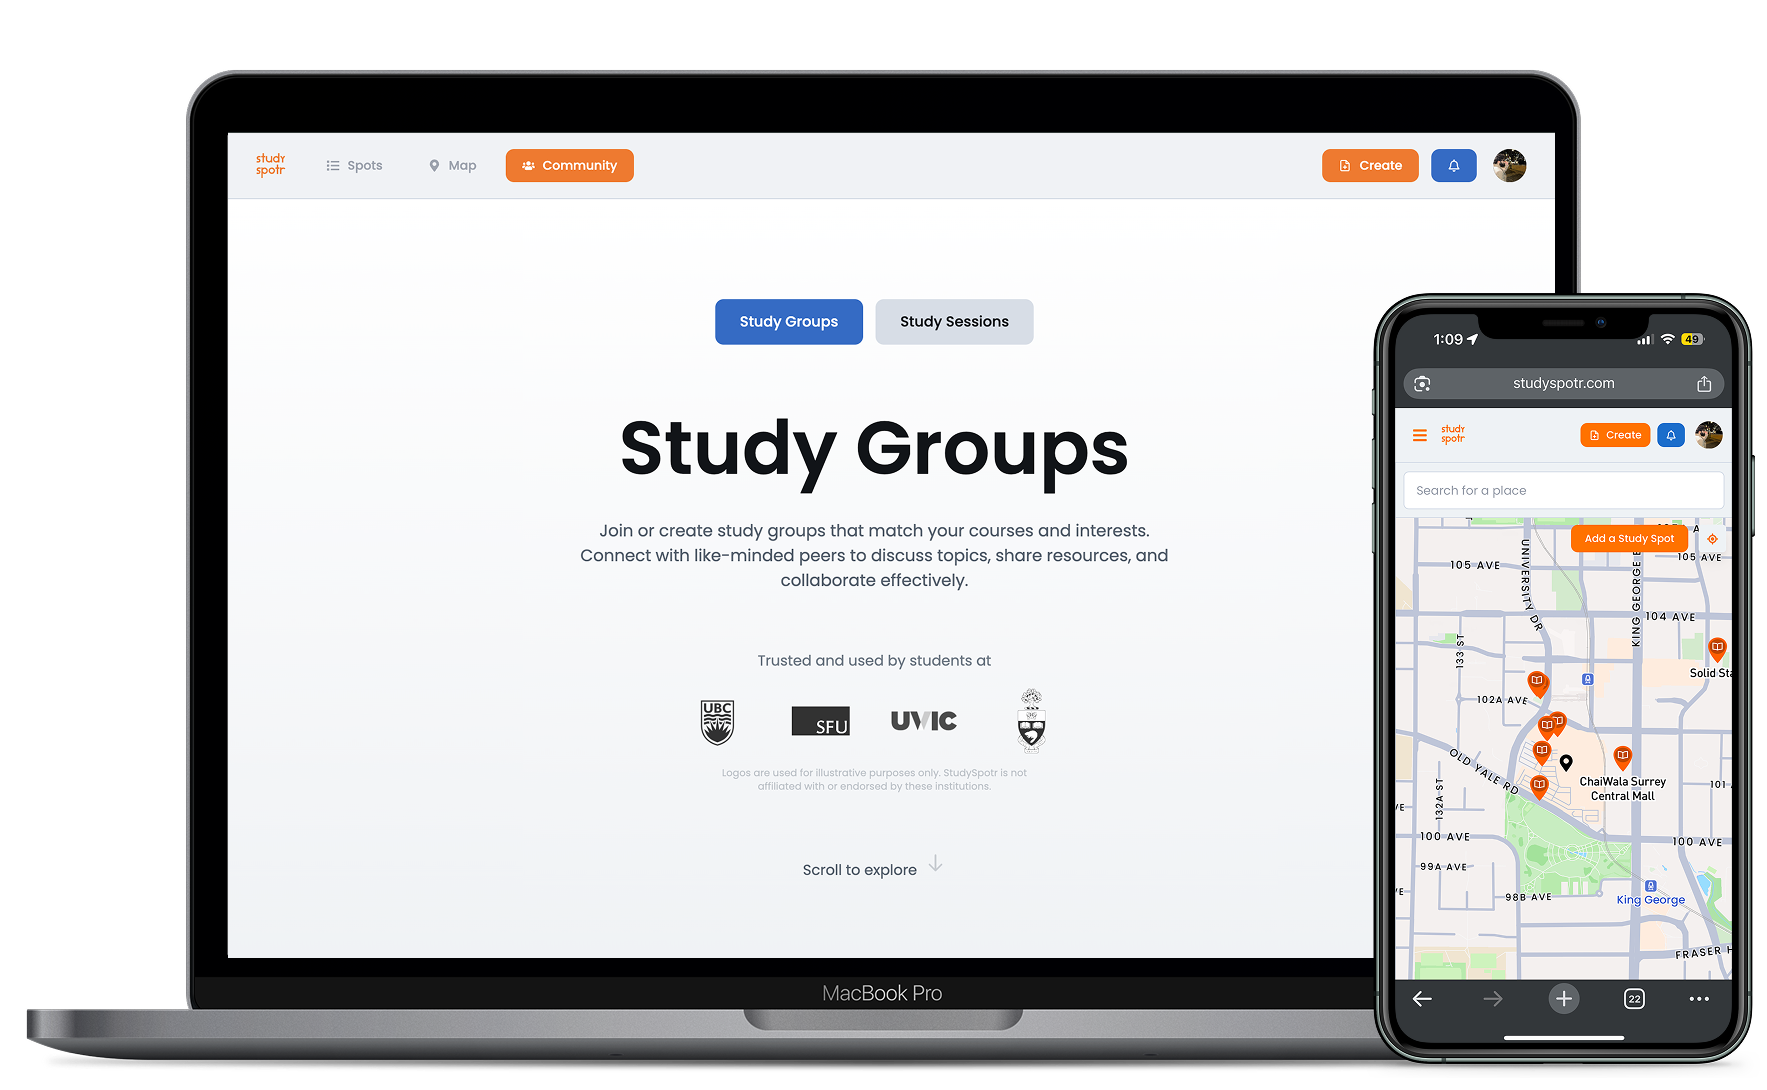 study
spotr
Spots
Map
Community
Create
Study Groups
Study Sessions
Study Groups
Join or create study groups that match your courses and interests.
Connect with like-minded peers to discuss topics, share resources, and
collaborate effectively.
Trusted and used by students at
UBC
SFU
UVIC
Logos are used for illustrative purposes only. StudySpotr is not
affiliated with or endorsed by these institutions.
Scroll to explore
MacBook Pro
1:09
49
studyspotr.com
study
spotr
Create
Search for a place
Add a Study Spot
105 AVE
105 AVE
UNIVERSITY DR
KING GEORGE B
104 AVE
133 ST
Solid Sta
102A AVE
OLD YALE RD
ChaiWala Surrey
Central Mall
132A ST
101
100 AVE
100 AVE
99A AVE
98B AVE
King George
FRASER H
22